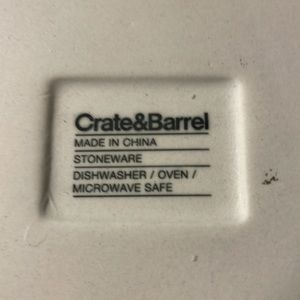 Crate&Barrel
MADE IN CHINA
STONEWARE
DISHWASHER / OVEN /
MICROWAVE SAFE